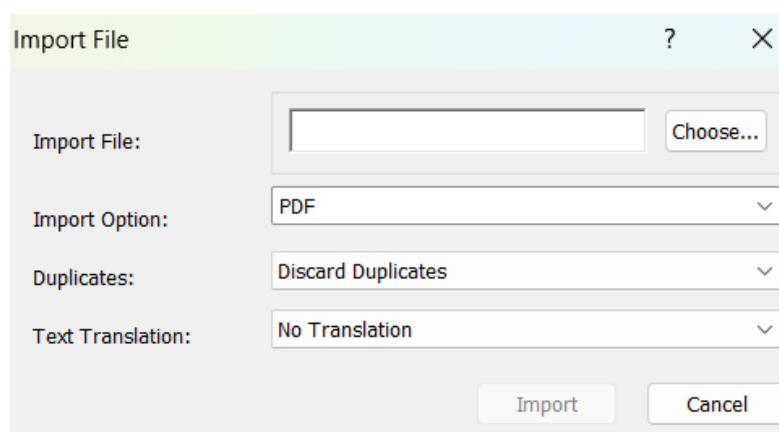 Import File ?
Import File: Choose...
Import Option: PDF
Duplicates: Discard Duplicates
Text Translation: No Translation
Import Cancel